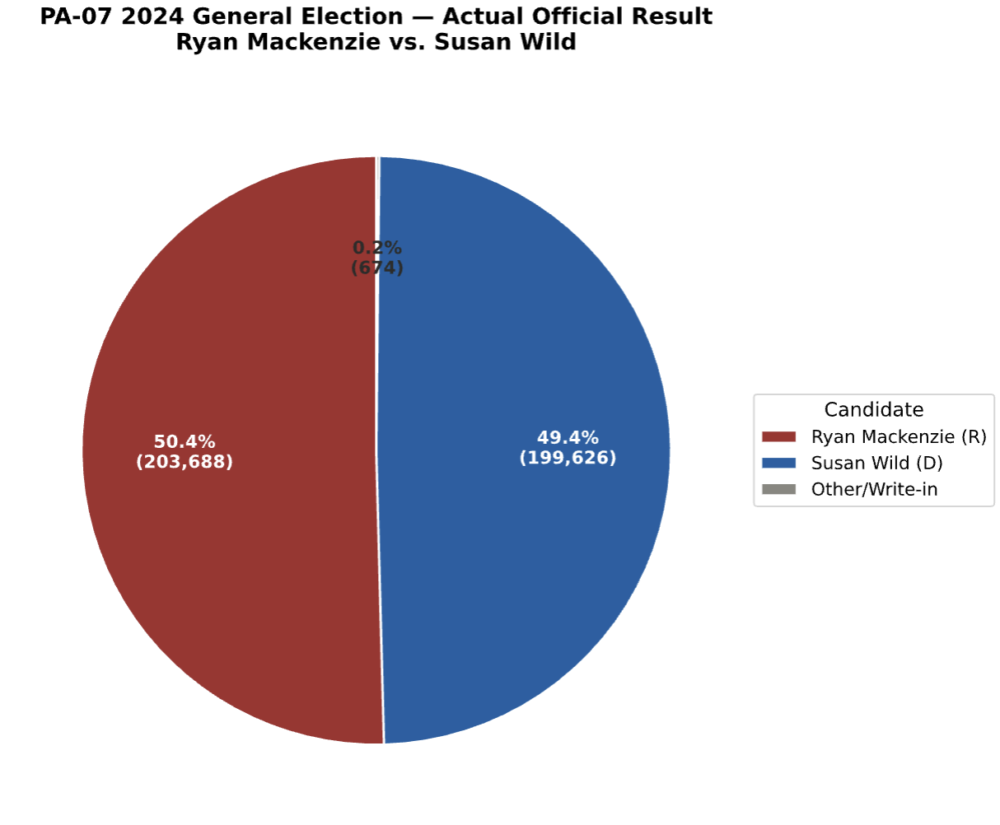 PA-07 2024 General Election — Actual Official Result
Ryan Mackenzie vs. Susan Wild
0.2%
(674)
50.4%
(203,688)
49.4%
(199,626)
Candidate
Ryan Mackenzie (R)
Susan Wild (D)
Other/Write-in